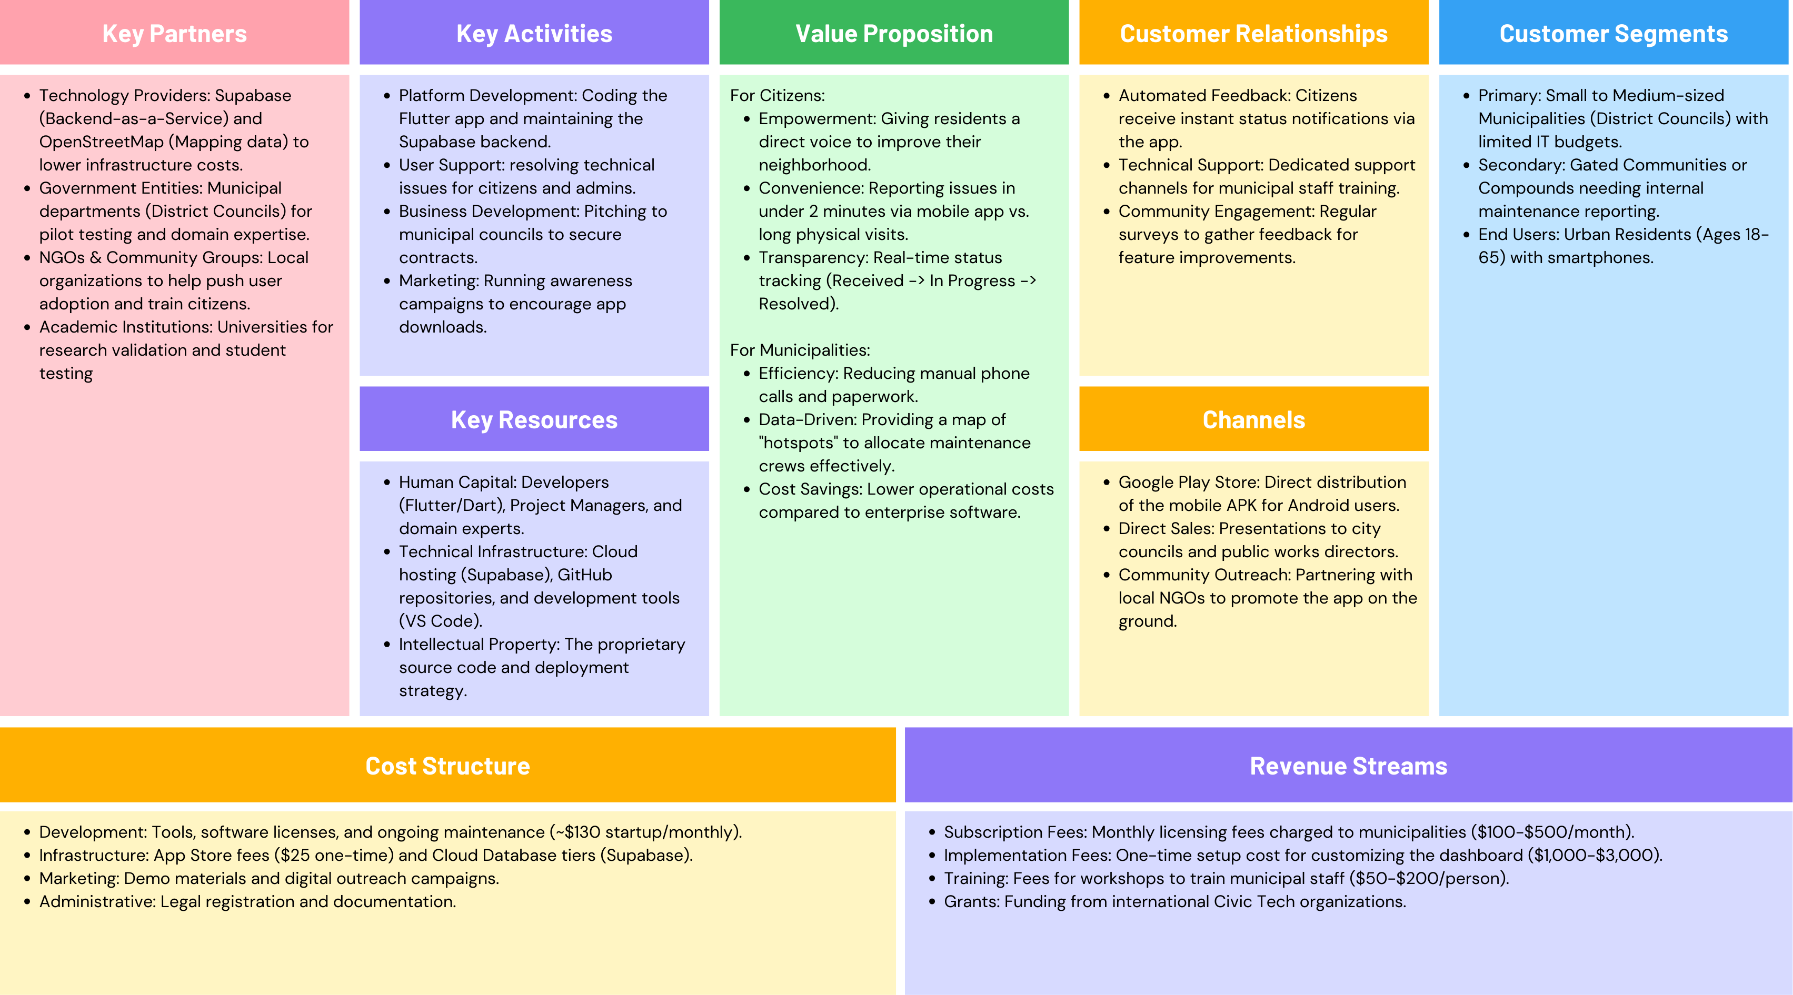 Key Partners
Technology Providers: Supabase
(Backend-as-a-Service) and
OpenStreetMap (Mapping data) to
lower infrastructure costs.
Government Entities: Municipal
departments (District Councils) for
pilot testing and domain expertise.
NGOs & Community Groups: Local
organizations to help push user
adoption and train citizens.
Academic Institutions: Universities for
research validation and student
testing
Key Activities
Platform Development: Coding the
Flutter app and maintaining the
Supabase backend.
User Support: resolving technical
issues for citizens and admins.
Business Development: Pitching to
municipal councils to secure
contracts.
Marketing: Running awareness
campaigns to encourage app
downloads.
Key Resources
Human Capital: Developers
(Flutter/Dart), Project Managers, and
domain experts.
Technical Infrastructure: Cloud
hosting (Supabase), GitHub
repositories, and development tools
(VS Code).
Intellectual Property: The proprietary
source code and deployment
strategy.
Value Proposition
For Citizens:
Empowerment: Giving residents a
direct voice to improve their
neighborhood.
Convenience: Reporting issues in
under 2 minutes via mobile app vs.
long physical visits.
Transparency: Real-time status
tracking (Received -> In Progress ->
Resolved).
For Municipalities:
Efficiency: Reducing manual phone
calls and paperwork.
Data-Driven: Providing a map of
"hotspots" to allocate maintenance
crews effectively.
Cost Savings: Lower operational costs
compared to enterprise software.
Customer Relationships
Automated Feedback: Citizens
receive instant status notifications via
the app.
Technical Support: Dedicated support
channels for municipal staff training.
Community Engagement: Regular
surveys to gather feedback for
feature improvements.
Channels
Google Play Store: Direct distribution
of the mobile APK for Android users.
Direct Sales: Presentations to city
councils and public works directors.
Community Outreach: Partnering with
local NGOs to promote the app on the
ground.
Customer Segments
Primary: Small to Medium-sized
Municipalities (District Councils) with
limited IT budgets.
Secondary: Gated Communities or
Compounds needing internal
maintenance reporting.
End Users: Urban Residents (Ages 18-
65) with smartphones.
Cost Structure
Development: Tools, software licenses, and ongoing maintenance (~$130 startup/monthly).
Infrastructure: App Store fees ($25 one-time) and Cloud Database tiers (Supabase).
Marketing: Demo materials and digital outreach campaigns.
Administrative: Legal registration and documentation.
Revenue Streams
Subscription Fees: Monthly licensing fees charged to municipalities ($100-$500/month).
Implementation Fees: One-time setup cost for customizing the dashboard ($1,000-$3,000).
Training: Fees for workshops to train municipal staff ($50-$200/person).
Grants: Funding from international Civic Tech organizations.